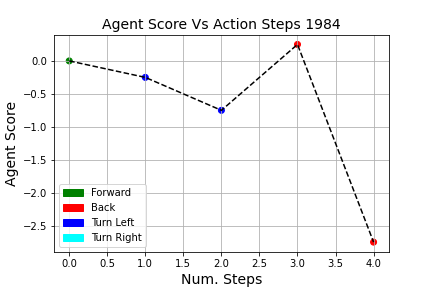 Agent Score Vs Action Steps 1984
Agent Score
0.0
−0.5
−1.0
−1.5
−2.0
−2.5
Forward
Back
Turn Left
Turn Right
0.0 0.5 1.0 1.5 2.0 2.5 3.0 3.5 4.0
Num. Steps